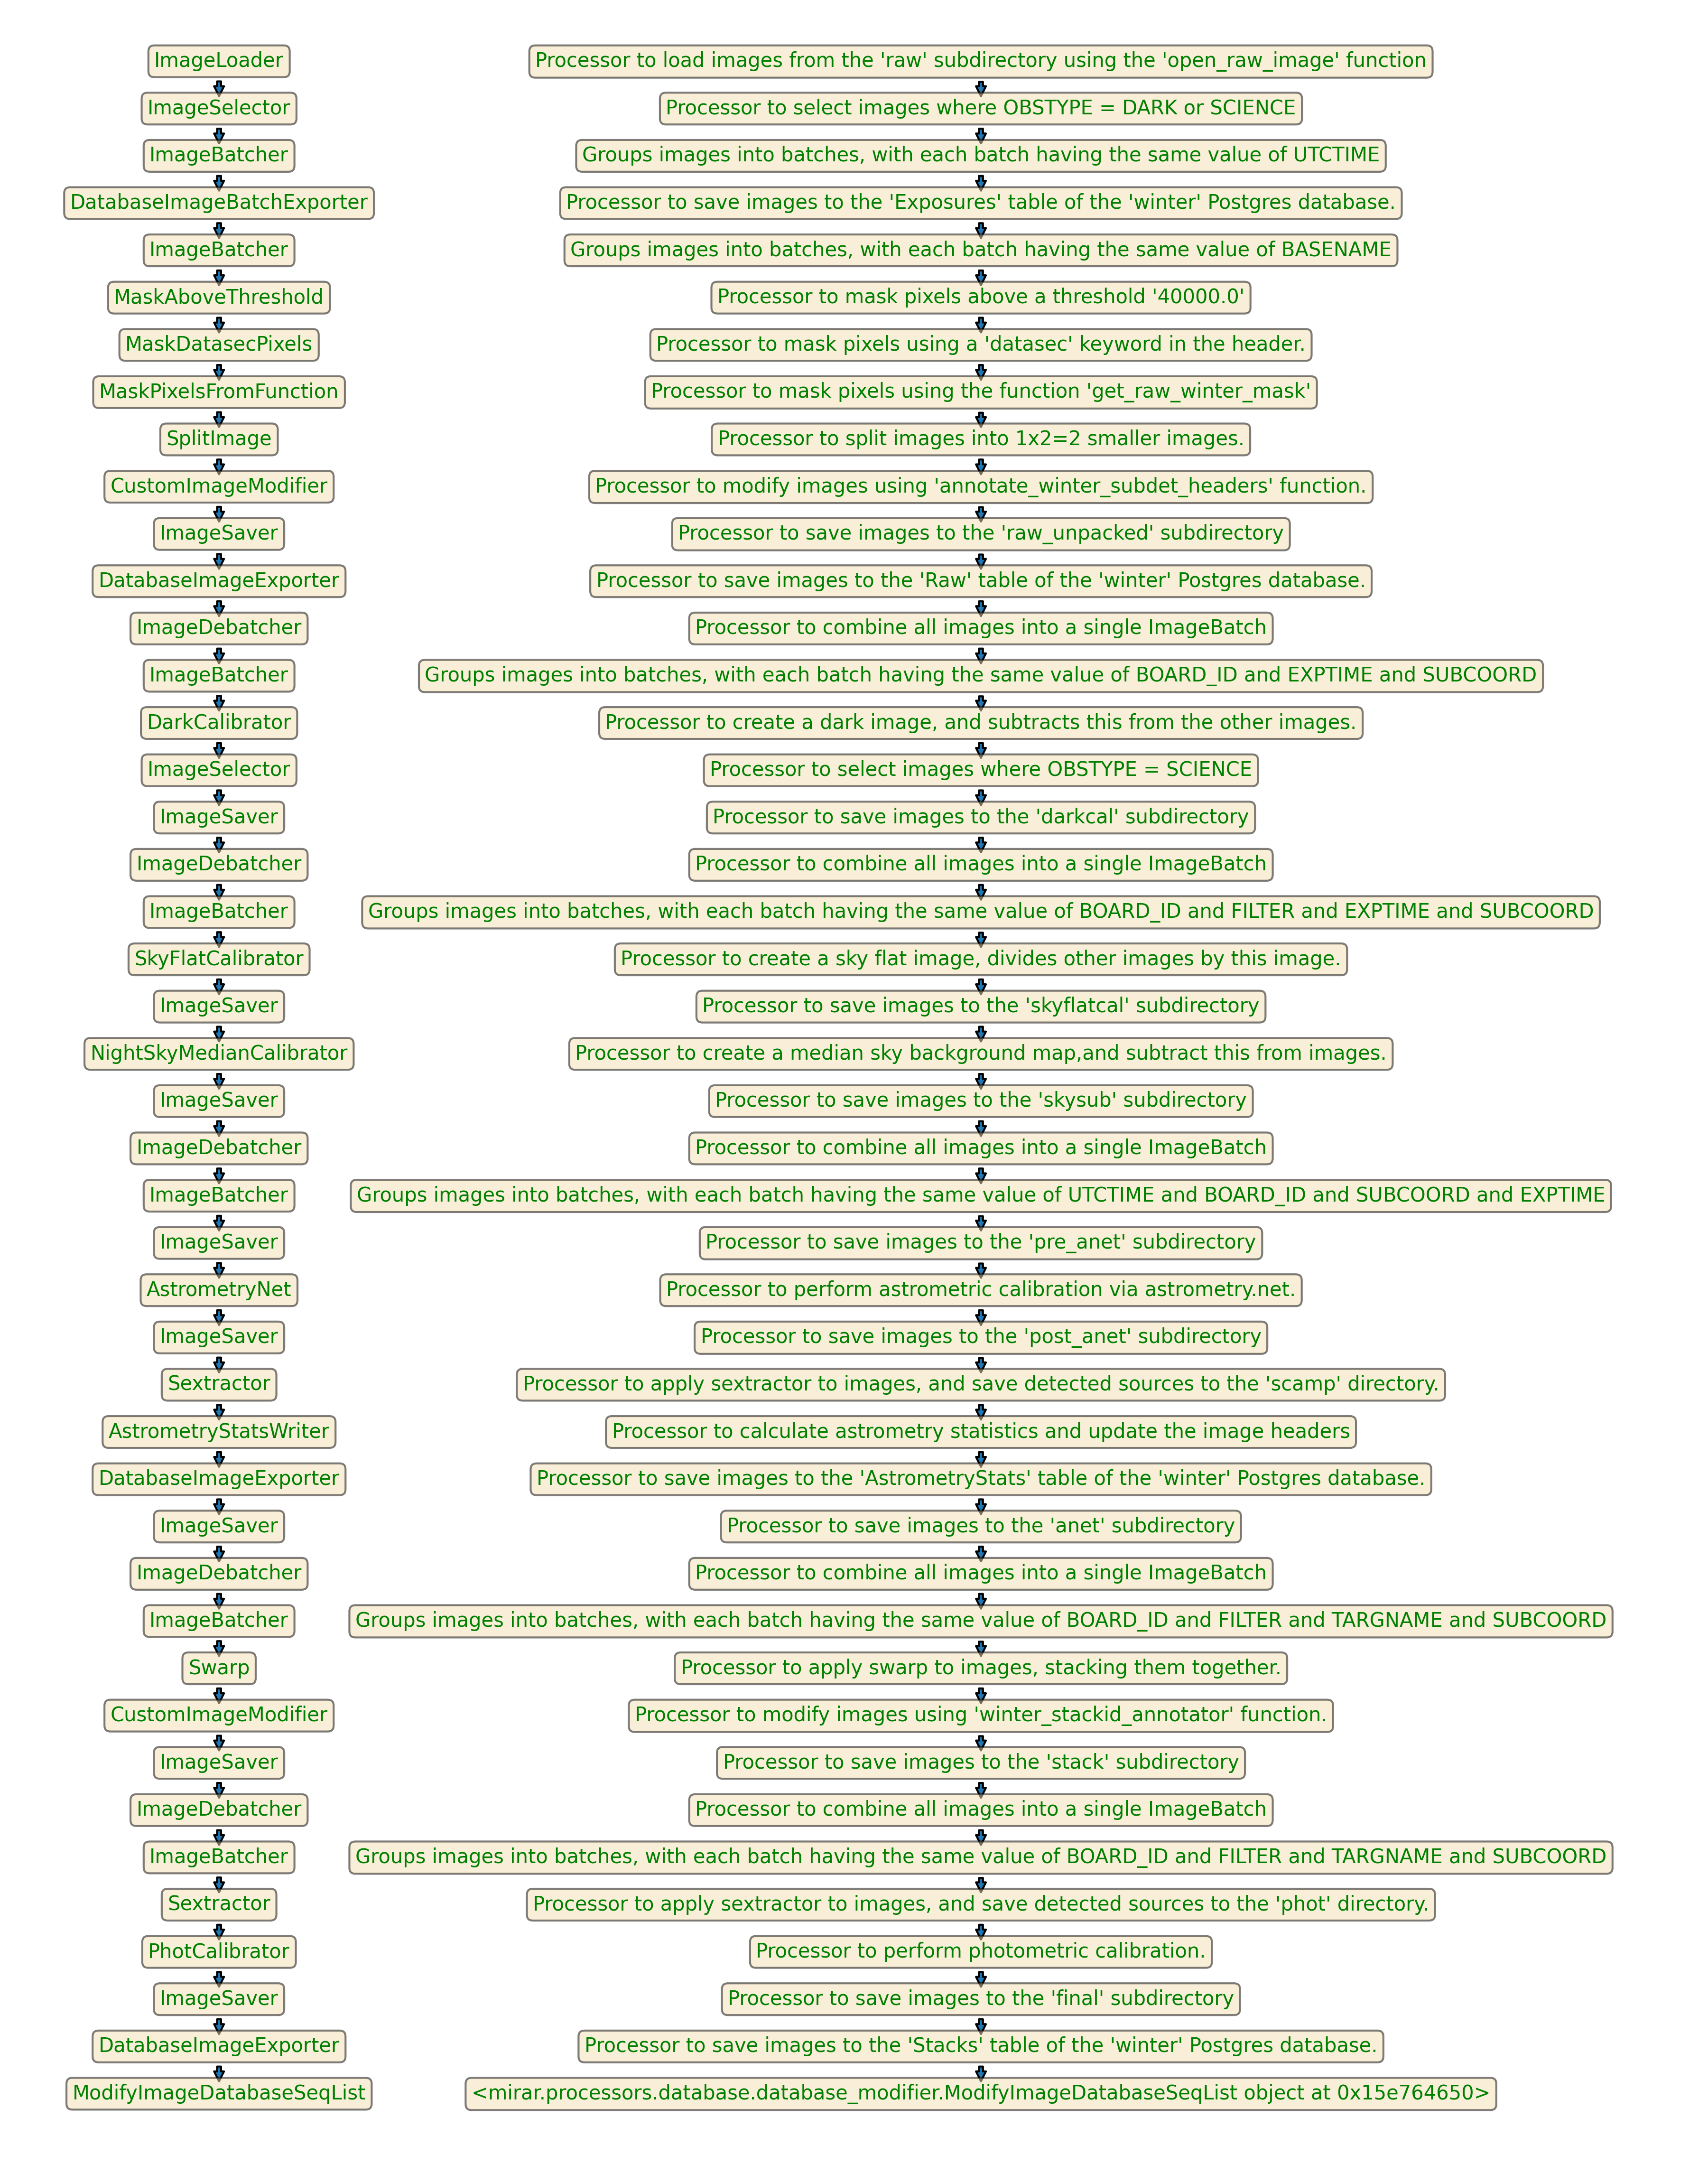 ImageLoader
Processor to load images from the 'raw' subdirectory using the 'open_raw_image' function
ImageSelector
Processor to select images where OBSTYPE = DARK or SCIENCE
ImageBatcher
Groups images into batches, with each batch having the same value of UTCTIME
DatabaseImageBatchExporter
Processor to save images to the 'Exposures' table of the 'winter' Postgres database.
ImageBatcher
Groups images into batches, with each batch having the same value of BASENAME
MaskAboveThreshold
Processor to mask pixels above a threshold '40000.0'
MaskDatasecPixels
Processor to mask pixels using a 'datasec' keyword in the header.
MaskPixelsFromFunction
Processor to mask pixels using the function 'get_raw_winter_mask'
SplitImage
Processor to split images into 1x2=2 smaller images.
CustomImageModifier
Processor to modify images using 'annotate_winter_subdet_headers' function.
ImageSaver
Processor to save images to the 'raw_unpacked' subdirectory
DatabaseImageExporter
Processor to save images to the 'Raw' table of the 'winter' Postgres database.
ImageDebatcher
Processor to combine all images into a single ImageBatch
ImageBatcher
Groups images into batches, with each batch having the same value of BOARD_ID and EXPTIME and SUBCOORD
DarkCalibrator
Processor to create a dark image, and subtracts this from the other images.
ImageSelector
Processor to select images where OBSTYPE = SCIENCE
ImageSaver
Processor to save images to the 'darkcal' subdirectory
ImageDebatcher
Processor to combine all images into a single ImageBatch
ImageBatcher
Groups images into batches, with each batch having the same value of BOARD_ID and FILTER and EXPTIME and SUBCOORD
SkyFlatCalibrator
Processor to create a sky flat image, divides other images by this image.
ImageSaver
Processor to save images to the 'skyflatcal' subdirectory
NightSkyMedianCalibrator
Processor to create a median sky background map,and subtract this from images.
ImageSaver
Processor to save images to the 'skysub' subdirectory
ImageDebatcher
Processor to combine all images into a single ImageBatch
ImageBatcher
Groups images into batches, with each batch having the same value of UTCTIME and BOARD_ID and SUBCOORD and EXPTIME
ImageSaver
Processor to save images to the 'pre_anet' subdirectory
AstrometryNet
Processor to perform astrometric calibration via astrometry.net.
ImageSaver
Processor to save images to the 'post_anet' subdirectory
Sextractor
Processor to apply sextractor to images, and save detected sources to the 'scamp' directory.
AstrometryStatsWriter
Processor to calculate astrometry statistics and update the image headers
DatabaseImageExporter
Processor to save images to the 'AstrometryStats' table of the 'winter' Postgres database.
ImageSaver
Processor to save images to the 'anet' subdirectory
ImageDebatcher
Processor to combine all images into a single ImageBatch
ImageBatcher
Groups images into batches, with each batch having the same value of BOARD_ID and FILTER and TARGNAME and SUBCOORD
Swarp
Processor to apply swarp to images, stacking them together.
CustomImageModifier
Processor to modify images using 'winter_stackid_annotator' function.
ImageSaver
Processor to save images to the 'stack' subdirectory
ImageDebatcher
Processor to combine all images into a single ImageBatch
ImageBatcher
Groups images into batches, with each batch having the same value of BOARD_ID and FILTER and TARGNAME and SUBCOORD
Sextractor
Processor to apply sextractor to images, and save detected sources to the 'phot' directory.
PhotCalibrator
Processor to perform photometric calibration.
ImageSaver
Processor to save images to the 'final' subdirectory
DatabaseImageExporter
Processor to save images to the 'Stacks' table of the 'winter' Postgres database.
ModifyImageDatabaseSeqList
<mirar.processors.database.database_modifier.ModifyImageDatabaseSeqList object at 0x15e764650>